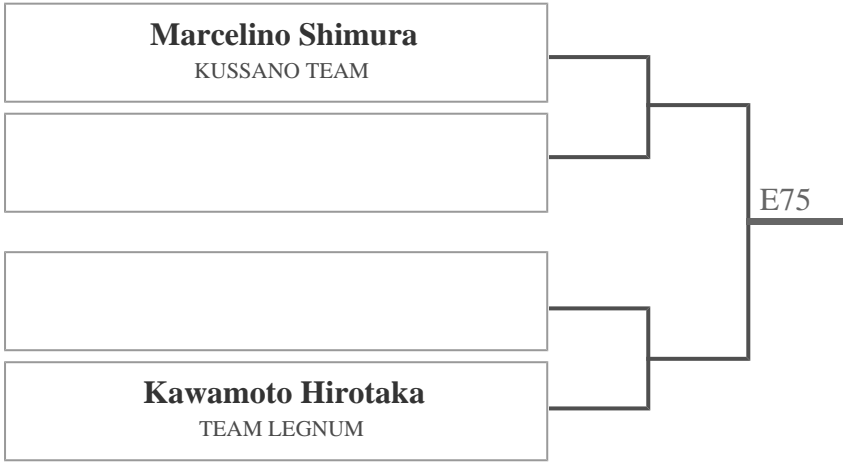 Marcelino Shimura
KUSSANO TEAM
E75
Kawamoto Hirotaka
TEAM LEGNUM